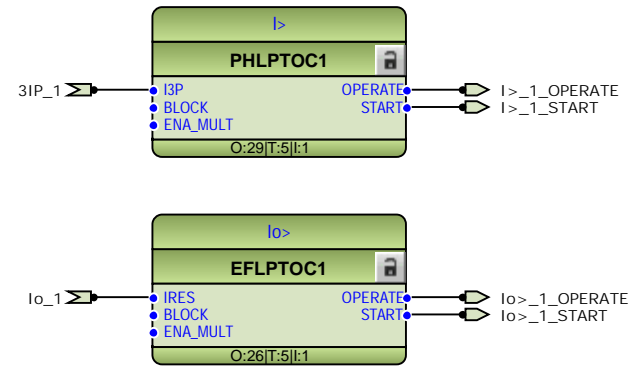 I>
PHLPTOC1
3IP_1 I3P OPERATE I>_1_OPERATE
BLOCK START I>_1_START
ENA_MULT
O:29|T:5|I:1
Io>
EFLPTOC1
Io_1 IRES OPERATE Io>_1_OPERATE
BLOCK START Io>_1_START
ENA_MULT
O:26|T:5|I:1